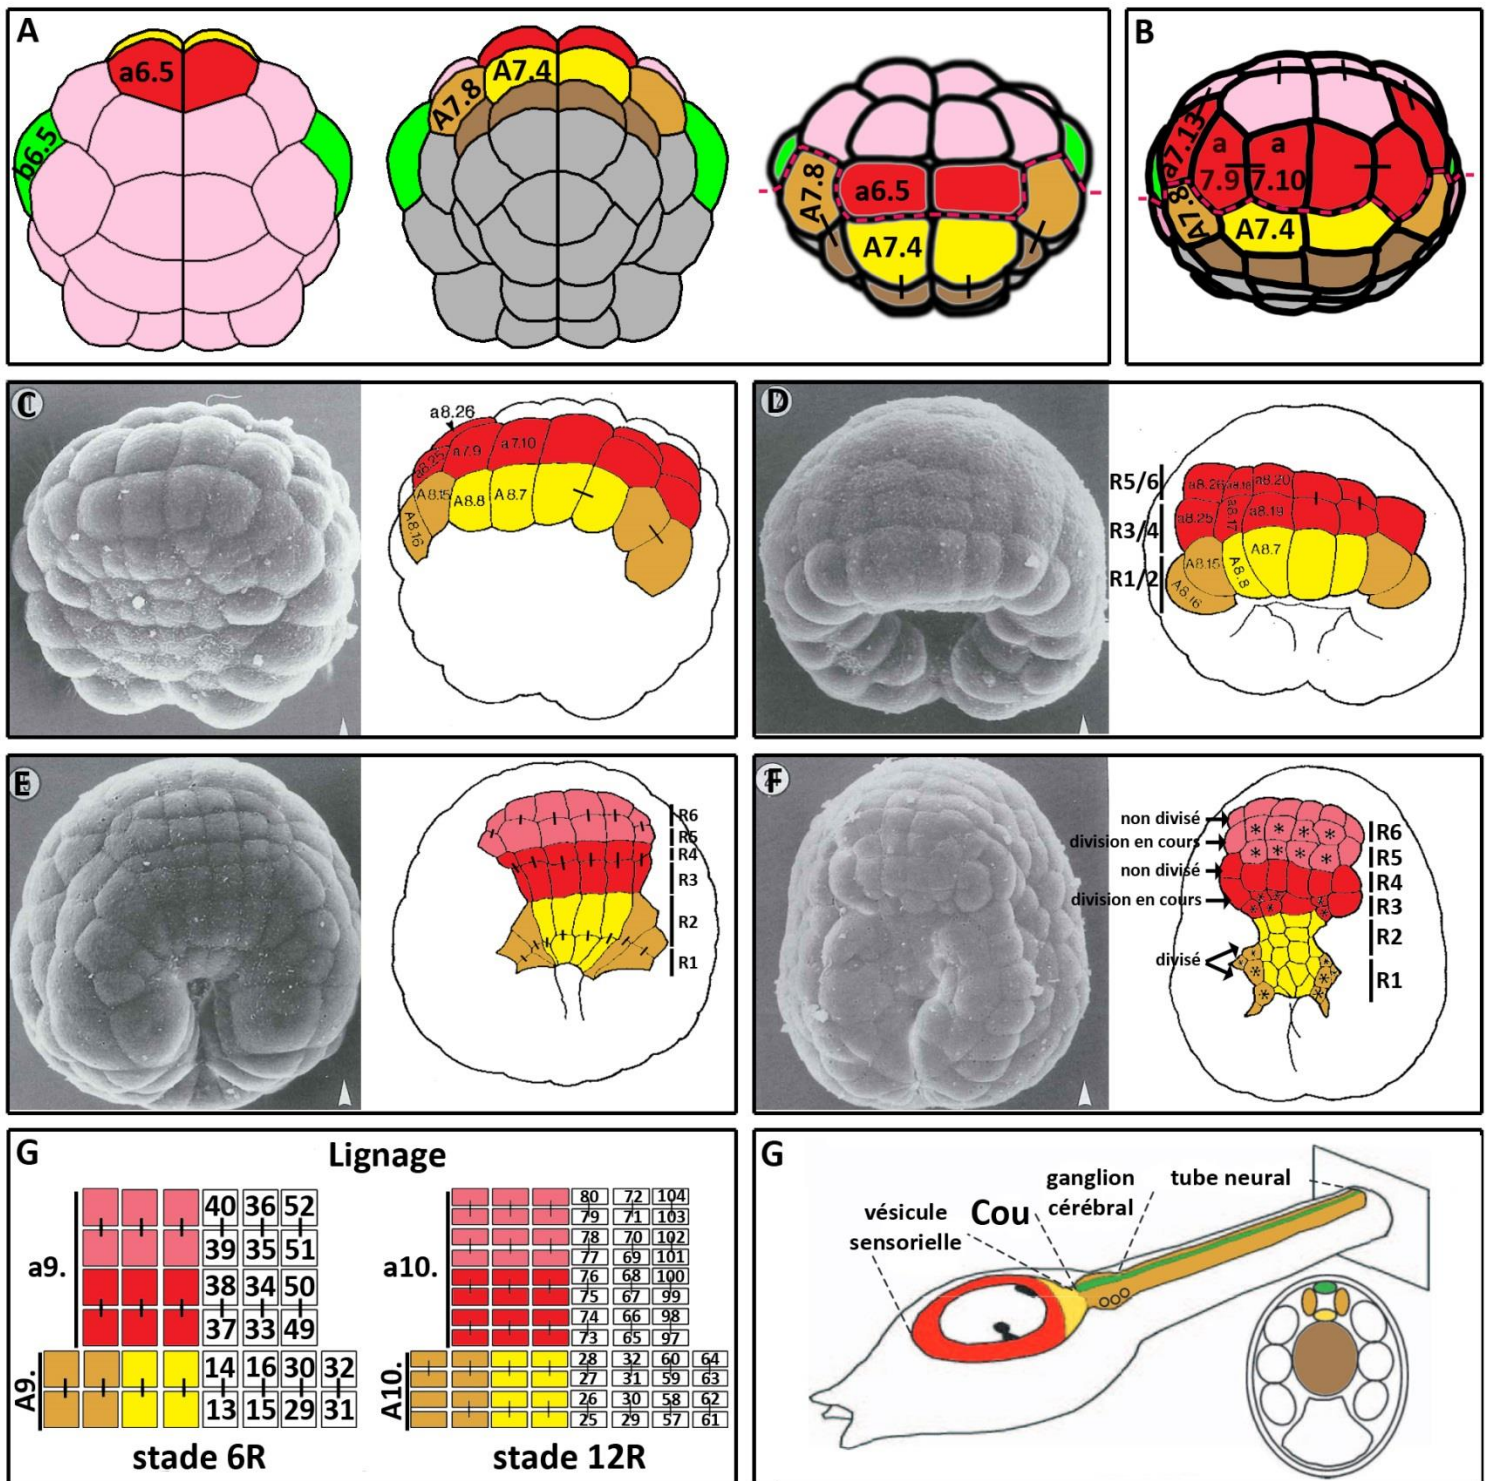 A
a6.5
b6.5
A7.4
A7.8
A7.8
a6.5
A7.4
B
a7.13
a
7.9
a
7.10
A7.8
A7.4
C
a8.26
a8.25
a7.9
a7.10
A8.15
A8.8
A8.7
A8.16
D
R5/6
R3/4
R1/2
a8.26
a8.18
a8.20
a8.25
a8.17
a8.19
A8.15
A8.8
A8.7
A8.16
E
R6
R5
R4
R3
R2
R1
F
non divisé
division en cours
non divisé
division en cours
divisé
R6
R5
R4
R3
R2
R1
G
Lignage
a9.
40 36 52
39 35 51
38 34 50
37 33 49
A9.
14 16 30 32
13 15 29 31
stade 6R
a10.
80 72 104
79 71 103
78 70 102
77 69 101
76 68 100
75 67 99
74 66 98
73 65 97
A10.
28 32 60 64
27 31 59 63
26 30 58 62
25 29 57 61
stade 12R
G
vésicule
sensorielle
Cou
ganglion
cérébral
tube neural